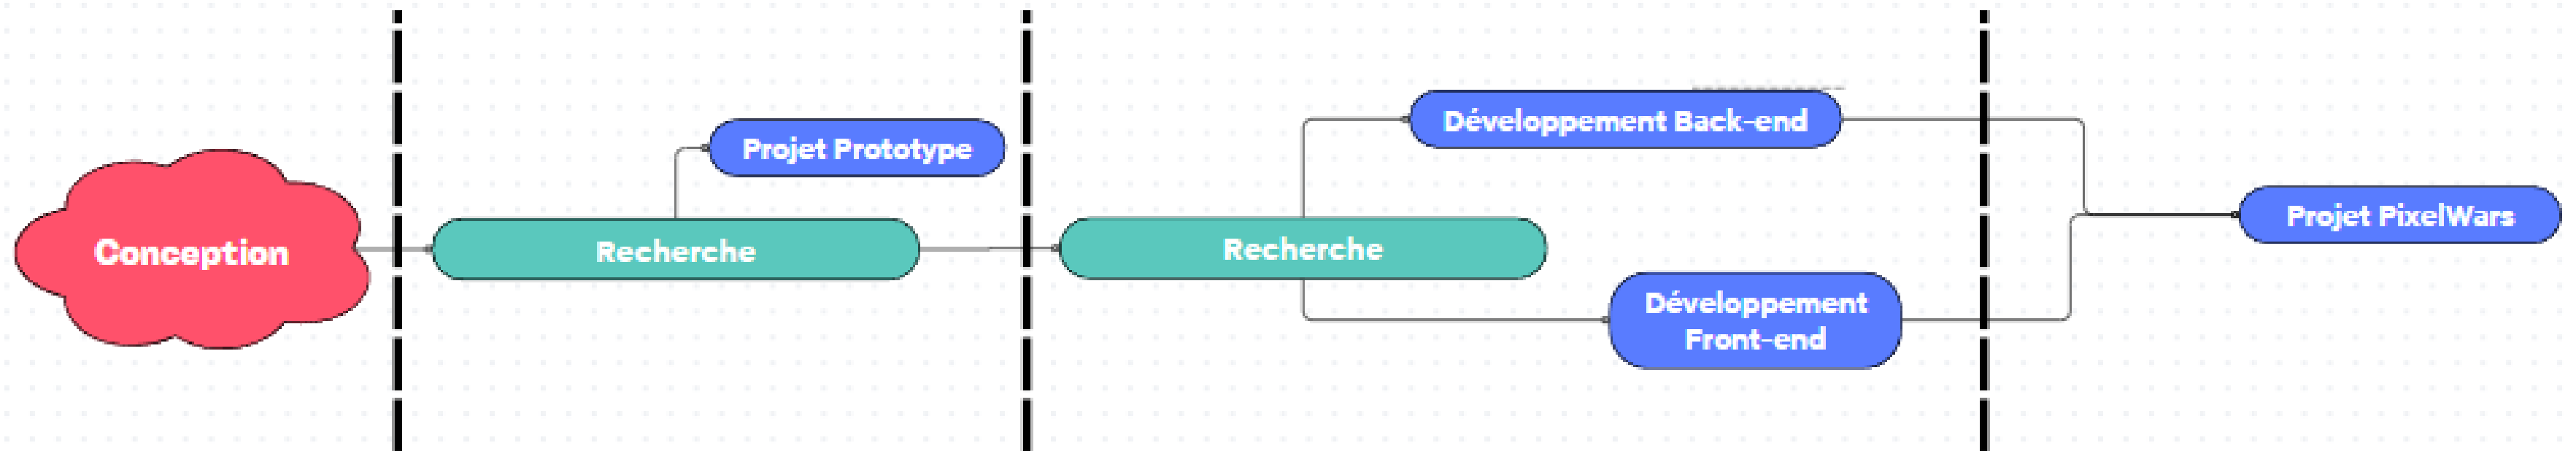 Conception
Recherche
Projet Prototype
Recherche
Développement Back-end
Développement
Front-end
Projet PixelWars